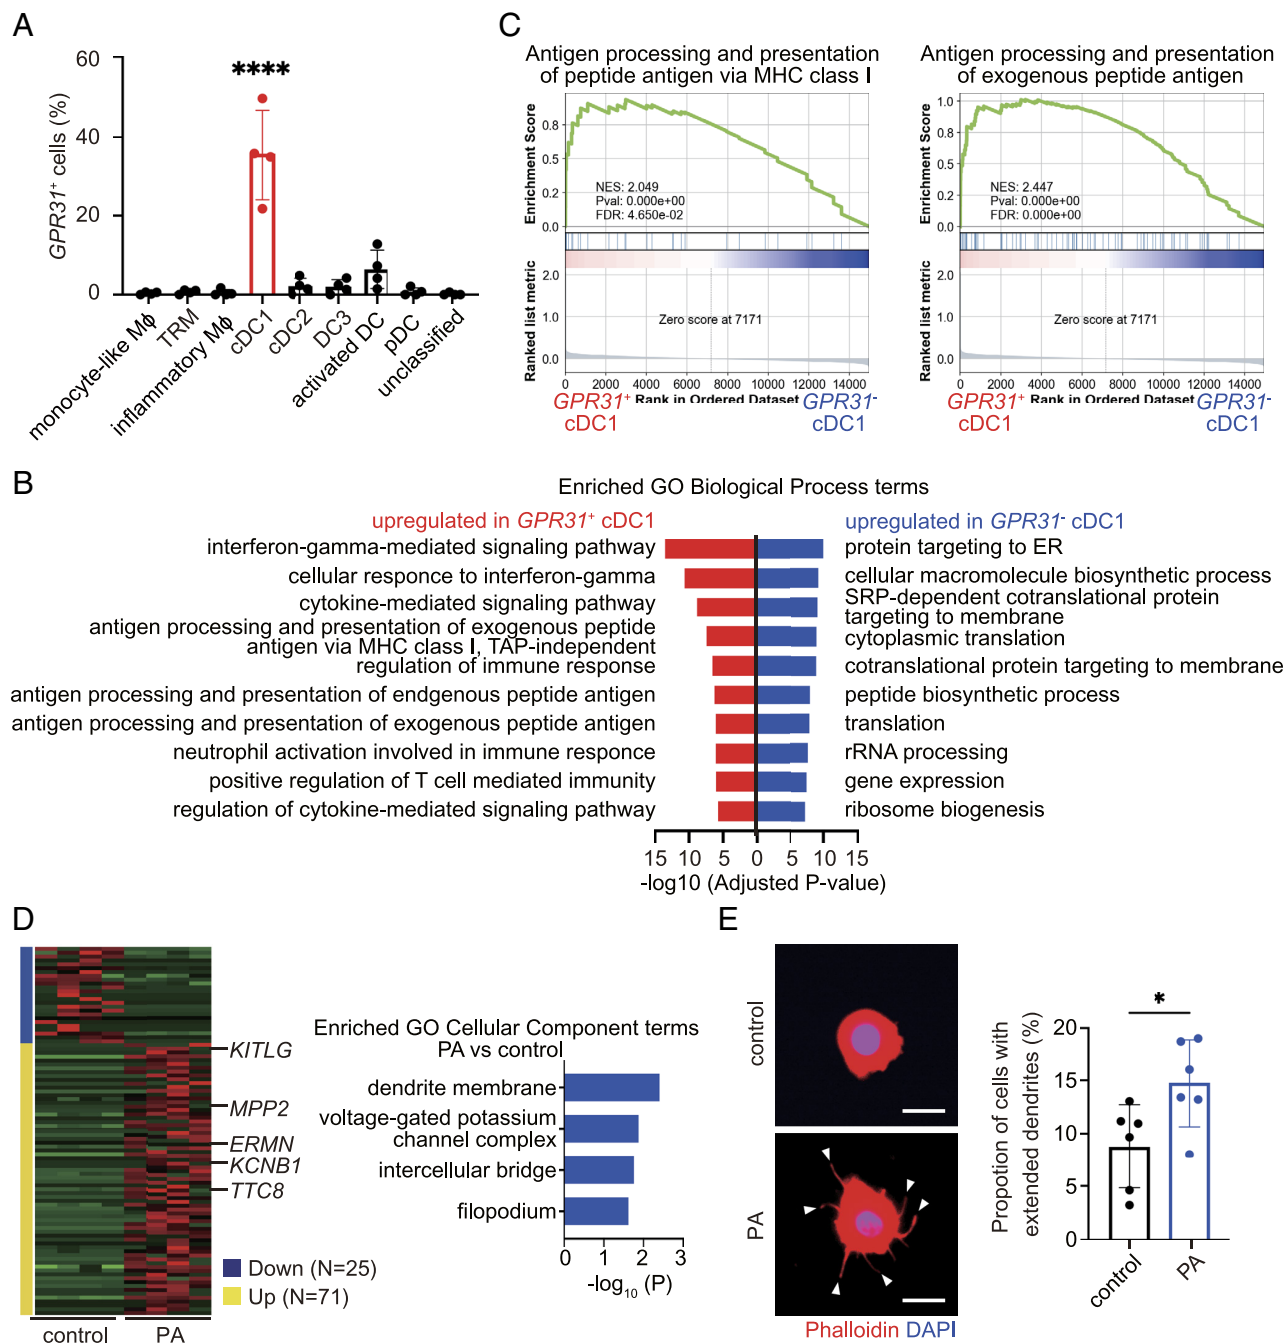 A
GPR31+ cells (%)
60
40
20
0
****
monocyte-like Mϕ
TRM
inflammatory Mϕ
cDC1
cDC2
DC3
activated DC
pDC
unclassified
C
Antigen processing and presentation
of peptide antigen via MHC class I
Enrichment Score
0.8
0.5
0.2
0.0
NES: 2.049
Pval: 0.000e+00
FDR: 4.650e-02
Ranked list metric
2.0
1.0
0.0
Zero score at 7171
0 2000 4000 6000 8000 10000 12000 14000
GPR31+ Rank in Ordered Dataset GPR31-
cDC1 cDC1
Antigen processing and presentation
of exogenous peptide antigen
Enrichment Score
1.0
0.8
0.5
0.2
0.0
NES: 2.447
Pval: 0.000e+00
FDR: 0.000e+00
Ranked list metric
2.0
1.0
0.0
Zero score at 7171
0 2000 4000 6000 8000 10000 12000 14000
GPR31+ Rank in Ordered Dataset GPR31-
cDC1 cDC1
B
Enriched GO Biological Process terms
upregulated in GPR31+ cDC1
upregulated in GPR31- cDC1
interferon-gamma-mediated signaling pathway
cellular responce to interferon-gamma
cytokine-mediated signaling pathway
antigen processing and presentation of exogenous peptide
antigen via MHC class I, TAP-independent
regulation of immune response
antigen processing and presentation of endgenous peptide antigen
antigen processing and presentation of exogenous peptide antigen
neutrophil activation involved in immune responce
positive regulation of T cell mediated immunity
regulation of cytokine-mediated signaling pathway
protein targeting to ER
cellular macromolecule biosynthetic process
SRP-dependent cotranslational protein
targeting to membrane
cytoplasmic translation
cotranslational protein targeting to membrane
peptide biosynthetic process
translation
rRNA processing
gene expression
ribosome biogenesis
15 10 5 0 5 10 15
-log10 (Adjusted P-value)
D
KITLG
MPP2
ERMN
KCNB1
TTC8
Down (N=25)
Up (N=71)
control PA
Enriched GO Cellular Component terms
PA vs control
dendrite membrane
voltage-gated potassium
channel complex
intercellular bridge
filopodium
0 1 2 3
-log10 (P)
E
control
PA
Phalloidin DAPI
Propotion of cells with
extended dendrites (%)
20
15
10
5
0
*
control
PA